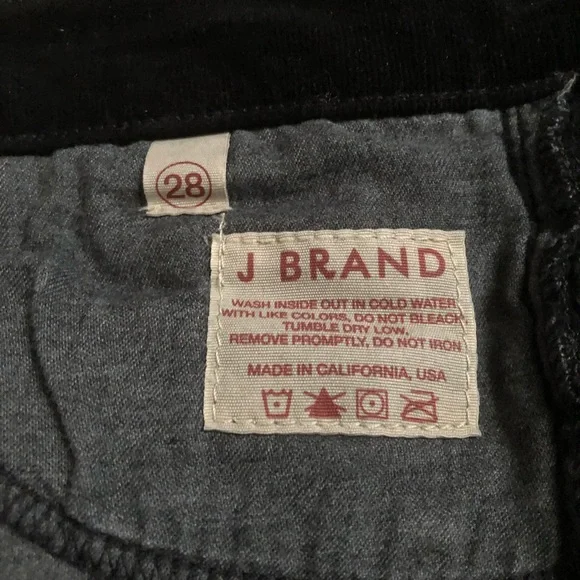 28
J BRAND
WASH INSIDE OUT IN COLD WATER
WITH LIKE COLORS, DO NOT BLEACK,
TUMBLE DRY LOW,
REMOVE PROMPTLY, DO NOT IRON
MADE IN CALIFORNIA, USA